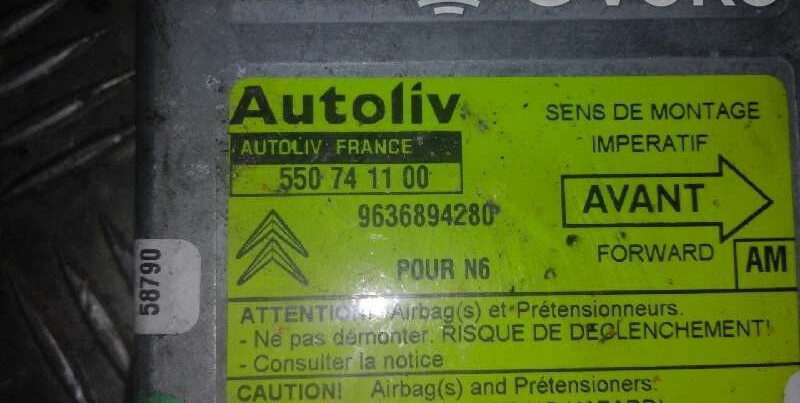 Autoliv
AUTOLIV FRANCE
550 74 11 00
9636894280
POUR N6
SENS DE MONTAGE
IMPERATIF
AVANT
FORWARD
AM
58790
ATTENTION! Airbag(s) et Prétensionneurs.
- Ne pas démonter. RISQUE DE DECLENCHEMENT!
- Consulter la notice
CAUTION! Airbag(s) and Prétensioners: